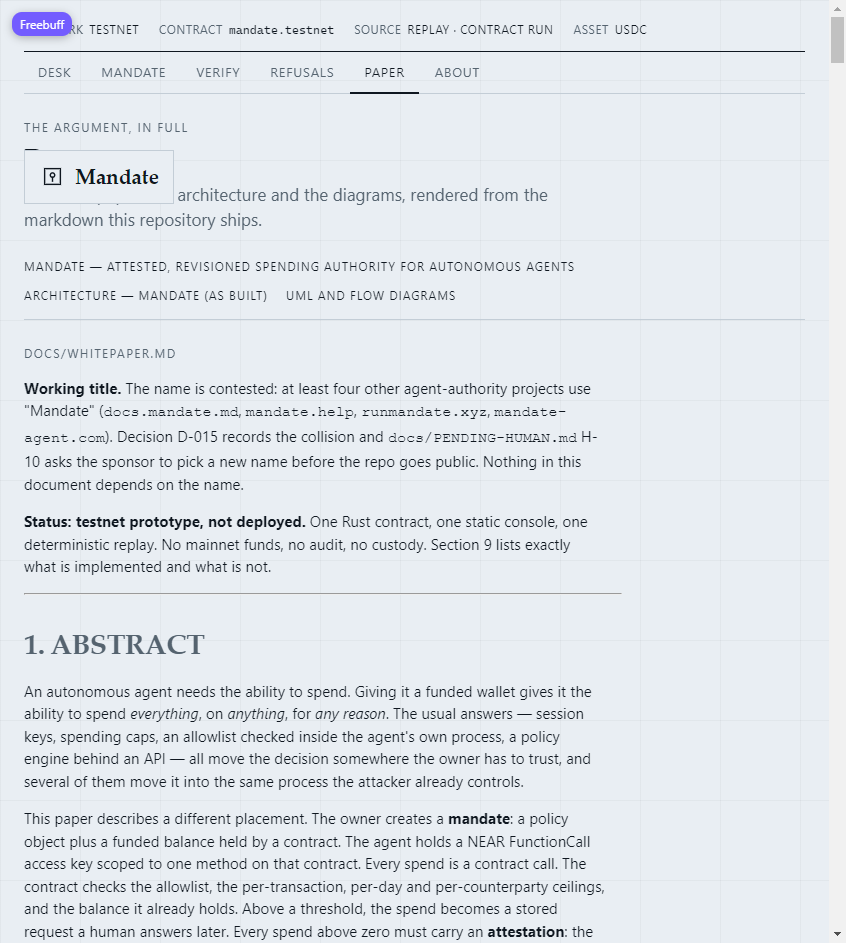 Freebuff
RK TESTNET CONTRACT mandate.testnet SOURCE REPLAY · CONTRACT RUN ASSET USDC
DESK MANDATE VERIFY REFUSALS PAPER ABOUT
THE ARGUMENT, IN FULL
Mandate
architecture and the diagrams, rendered from the
markdown this repository ships.
MANDATE — ATTESTED, REVISIONED SPENDING AUTHORITY FOR AUTONOMOUS AGENTS
ARCHITECTURE — MANDATE (AS BUILT) UML AND FLOW DIAGRAMS
DOCS/WHITEPAPER.MD
Working title. The name is contested: at least four other agent-authority projects use
"Mandate" (docs.mandate.md, mandate.help, runmandate.xyz, mandate-
agent.com). Decision D-015 records the collision and docs/PENDING-HUMAN.md H-
10 asks the sponsor to pick a new name before the repo goes public. Nothing in this
document depends on the name.
Status: testnet prototype, not deployed. One Rust contract, one static console, one
deterministic replay. No mainnet funds, no audit, no custody. Section 9 lists exactly
what is implemented and what is not.
1. ABSTRACT
An autonomous agent needs the ability to spend. Giving it a funded wallet gives it the
ability to spend everything, on anything, for any reason. The usual answers — session
keys, spending caps, an allowlist checked inside the agent's own process, a policy
engine behind an API — all move the decision somewhere the owner has to trust, and
several of them move it into the same process the attacker already controls.
This paper describes a different placement. The owner creates a mandate: a policy
object plus a funded balance held by a contract. The agent holds a NEAR FunctionCall
access key scoped to one method on that contract. Every spend is a contract call. The
contract checks the allowlist, the per-transaction, per-day and per-counterparty ceilings,
and the balance it already holds. Above a threshold, the spend becomes a stored
request a human answers later. Every spend above zero must carry an attestation: the